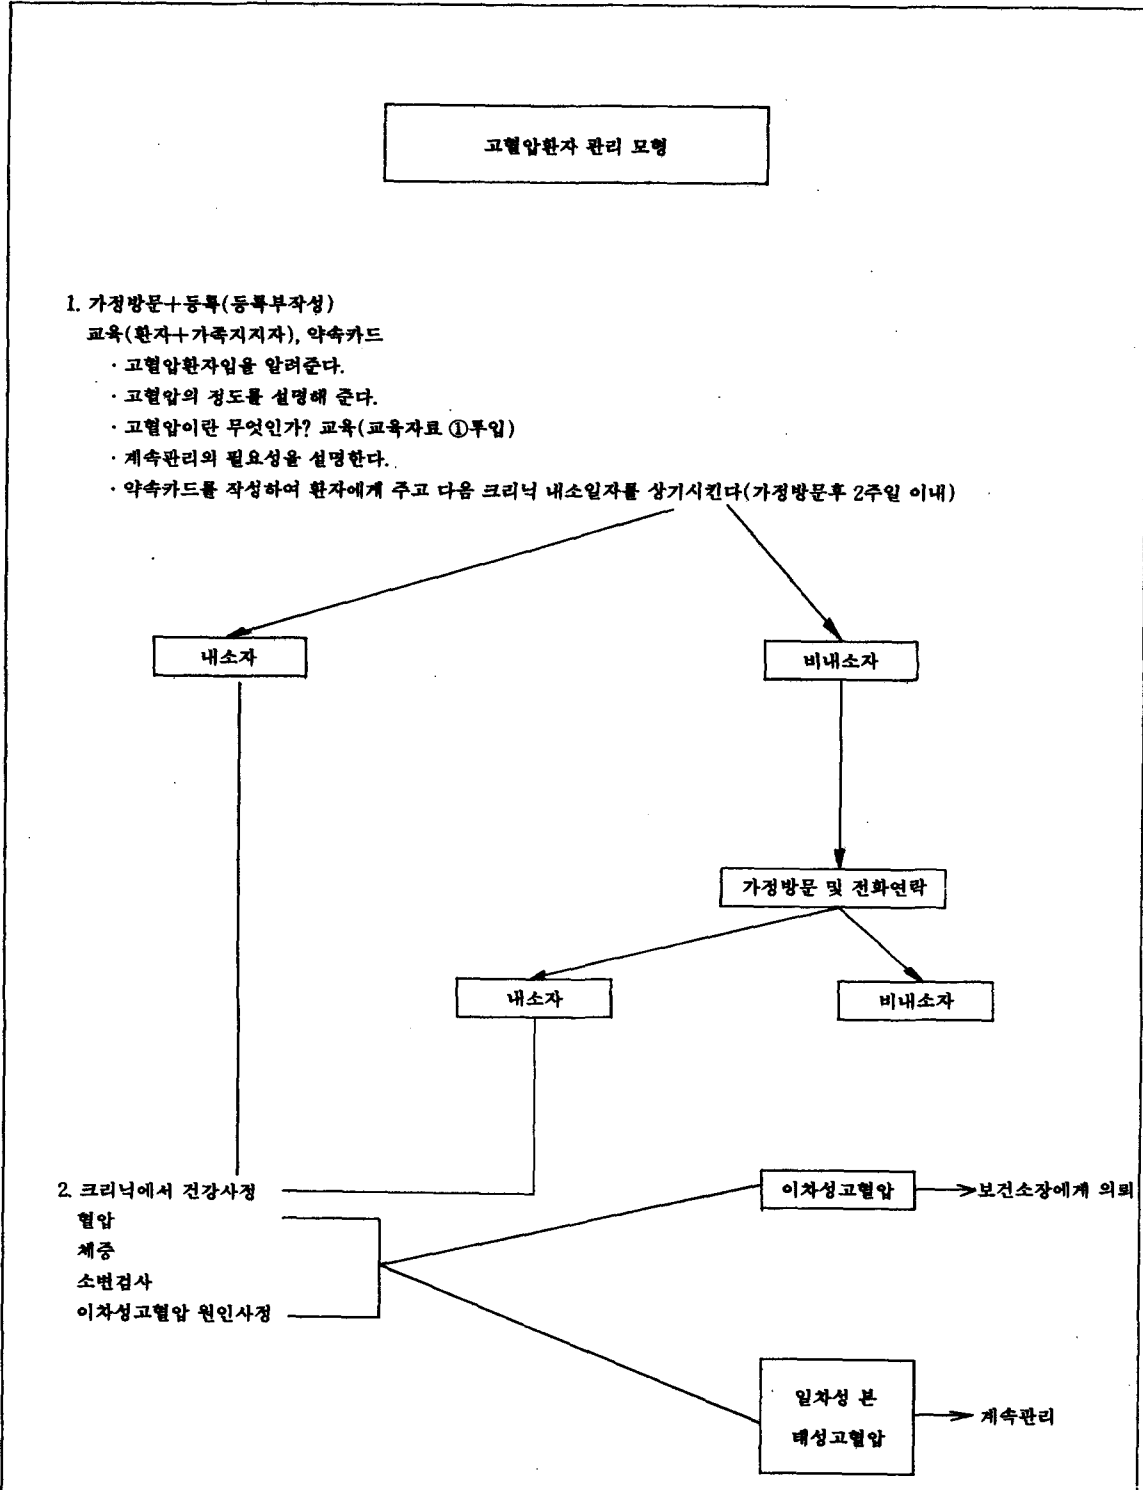 고혈압환자 관리 모형
1. 가정방문+등록(등록부작성)
교육(환자+가족지지자), 약속카드
· 고혈압환자임을 알려준다.
· 고혈압의 정도를 설명해 준다.
· 고혈압이란 무엇인가? 교육(교육자료 ①투입)
· 계속관리의 필요성을 설명한다.
· 약속카드를 작성하여 환자에게 주고 다음 크리닉 내소일자를 상기시킨다(가정방문후 2주일 이내)
내소자
비내소자
가정방문 및 전화연락
내소자
비내소자
2. 크리닉에서 건강사정
혈압
체중
소변검사
이차성고혈압 원인사정
이차성고혈압
보건소장에게 의뢰
일차성 본
태성고혈압
계속관리